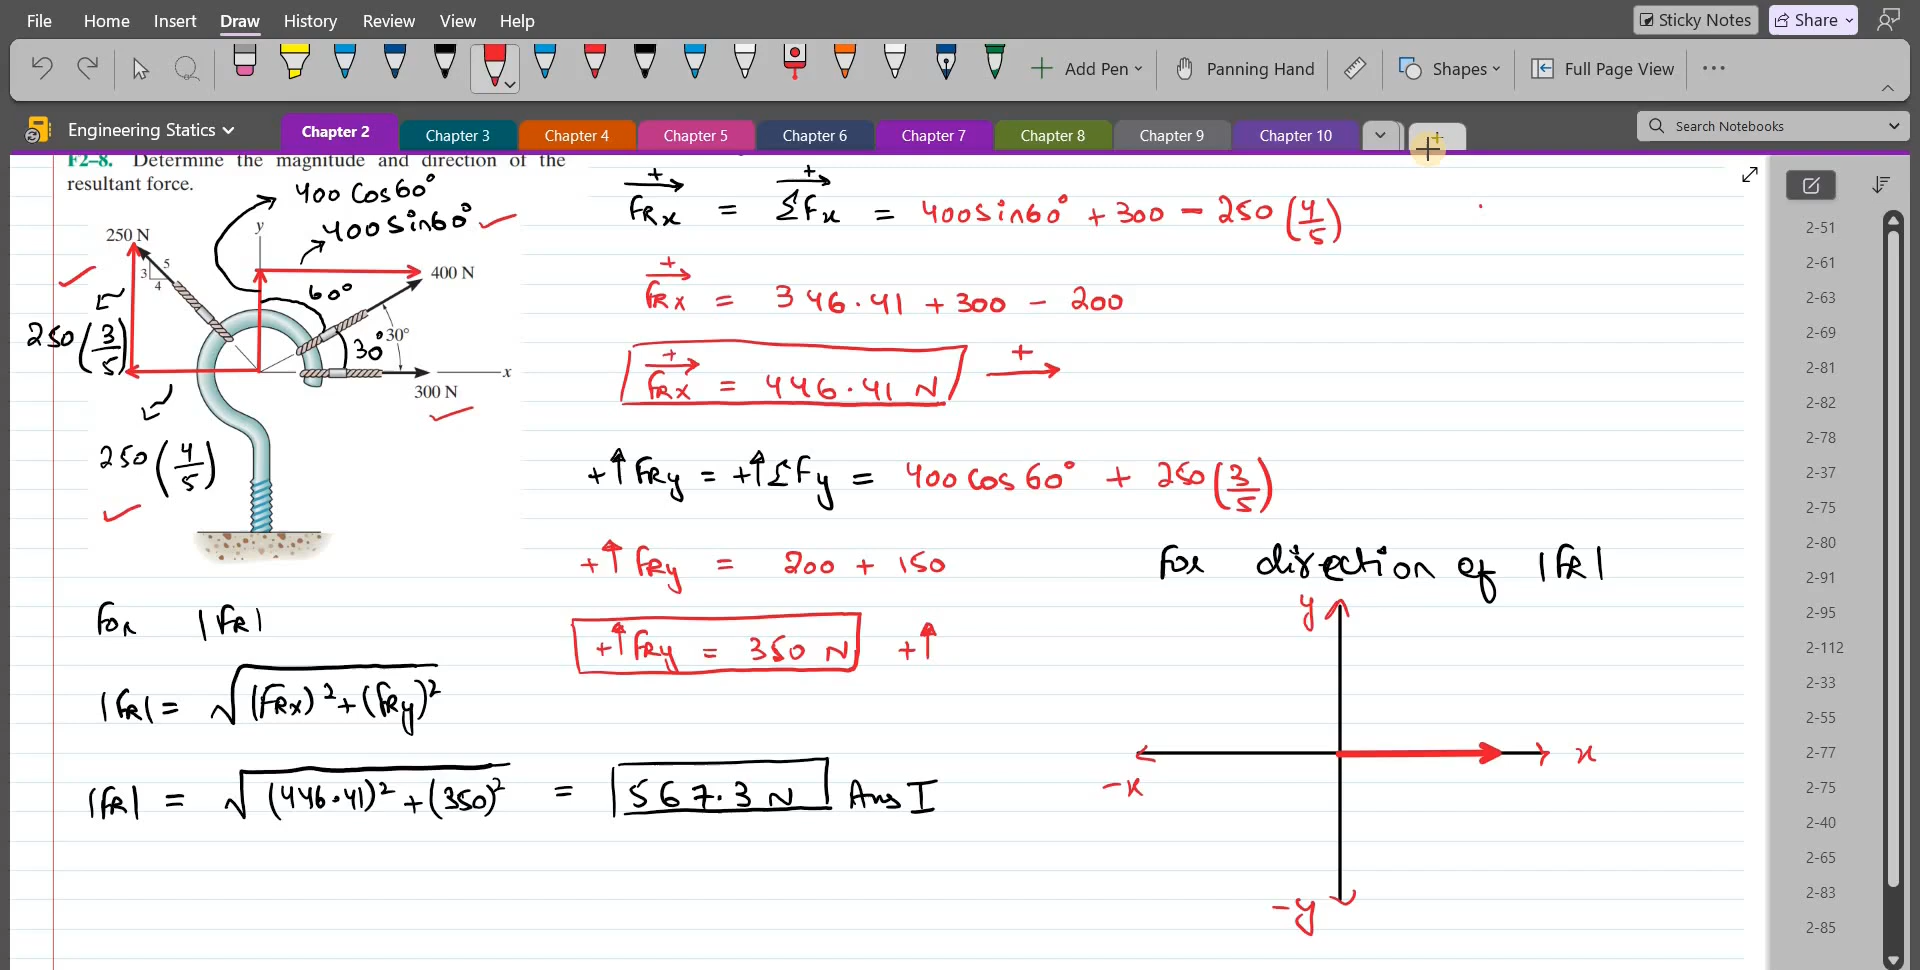 File Home Insert Draw History Review View Help Sticky Notes Share
Add Pen Panning Hand Shapes Full Page View
Engineering Statics Chapter 2 Chapter 3 Chapter 4 Chapter 5 Chapter 6 Chapter 7 Chapter 8 Chapter 9 Chapter 10 Search Notebooks
F2–8. Determine the magnitude and direction of the
resultant force.
400 Cos60°
400 Sin60°
250 N
y
400 N
3 5
4
60°
30°
30°
x
300 N
250 (3/5)
250 (4/5)
+→ FRx = +→ ΣFx = 400sin60° + 300 - 250 (4/5)
+→ FRx = 346.41 + 300 - 200
+→ FRx = 446.41 N +→
+↑ FRy = +↑ΣFy = 400 cos 60° + 250 (3/5)
+↑ FRy = 200 + 150
+↑ FRy = 350 N +↑
For |FR|
|FR| = √(FRx)² + (FRy)²
|FR| = √(446.41)² + (350)² = 567.3 N Ans I
For direction of |FR|
y
x
-x
-y
2-51
2-61
2-63
2-69
2-81
2-82
2-78
2-37
2-75
2-80
2-91
2-95
2-112
2-33
2-55
2-77
2-75
2-40
2-65
2-83
2-85